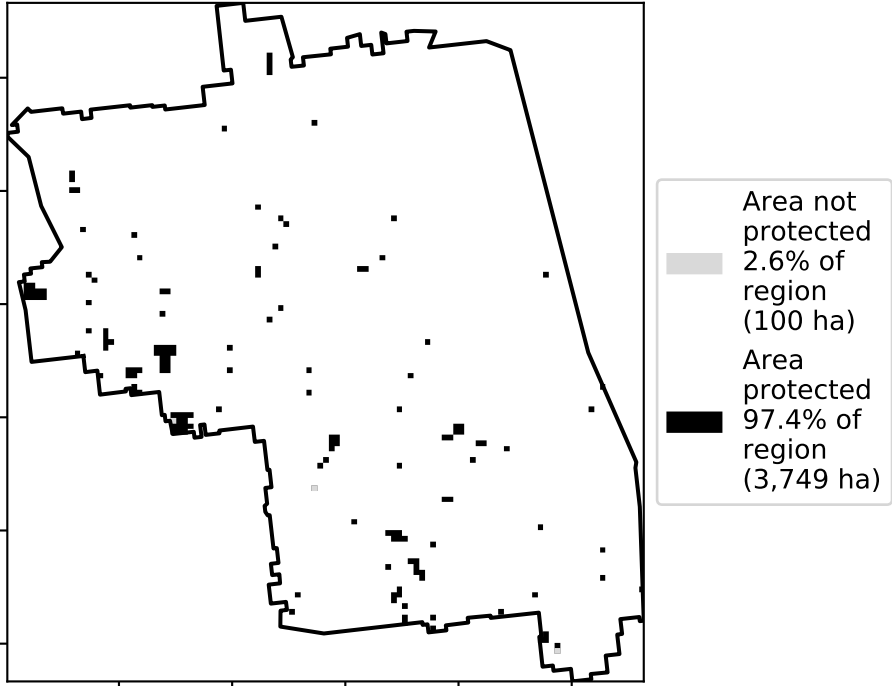 Area not
protected
2.6% of
region
(100 ha)
Area
protected
97.4% of
region
(3,749 ha)